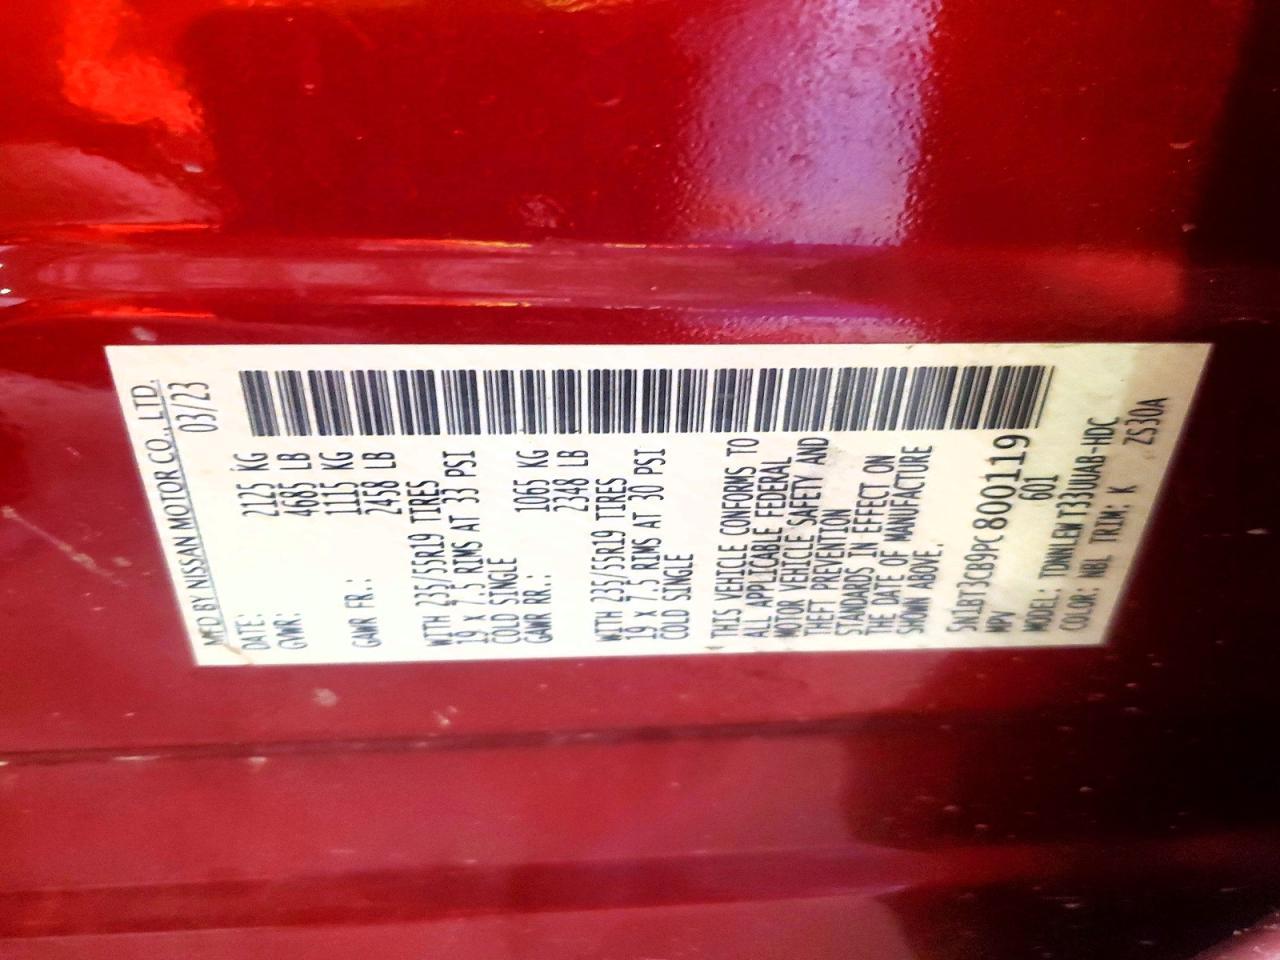 MFD BY NISSAN MOTOR CO., LTD.
DATE: 03/23
GVWR: 2125 KG
4685 LB
GAWR FR.: 1115 KG
2458 LB
WITH 235/55R19 TIRES
19 x 7.5 RIMS AT 33 PSI
COLD SINGLE
GAWR RR.: 1065 KG
2348 LB
WITH 235/55R19 TIRES
19 x 7.5 RIMS AT 30 PSI
COLD SINGLE
THIS VEHICLE CONFORMS TO
ALL APPLICABLE FEDERAL
MOTOR VEHICLE SAFETY AND
THEFT PREVENTION
STANDARDS IN EFFECT ON
THE DATE OF MANUFACTURE
SHOWN ABOVE.
5N1BT3CB9PC800119
MPV 601
MODEL: TDNNLEWT33UUAB-HDC
COLOR: NBL TRIM: K ZS30A